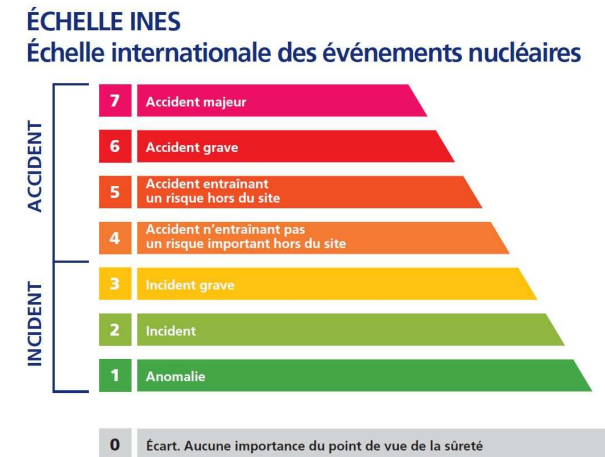 ÉCHELLE INES
Échelle internationale des événements nucléaires
ACCIDENT
7 Accident majeur
6 Accident grave
5 Accident entraînant
un risque hors du site
4 Accident n'entraînant pas
un risque important hors du site
INCIDENT
3 Incident grave
2 Incident
1 Anomalie
0 Écart. Aucune importance du point de vue de la sûreté